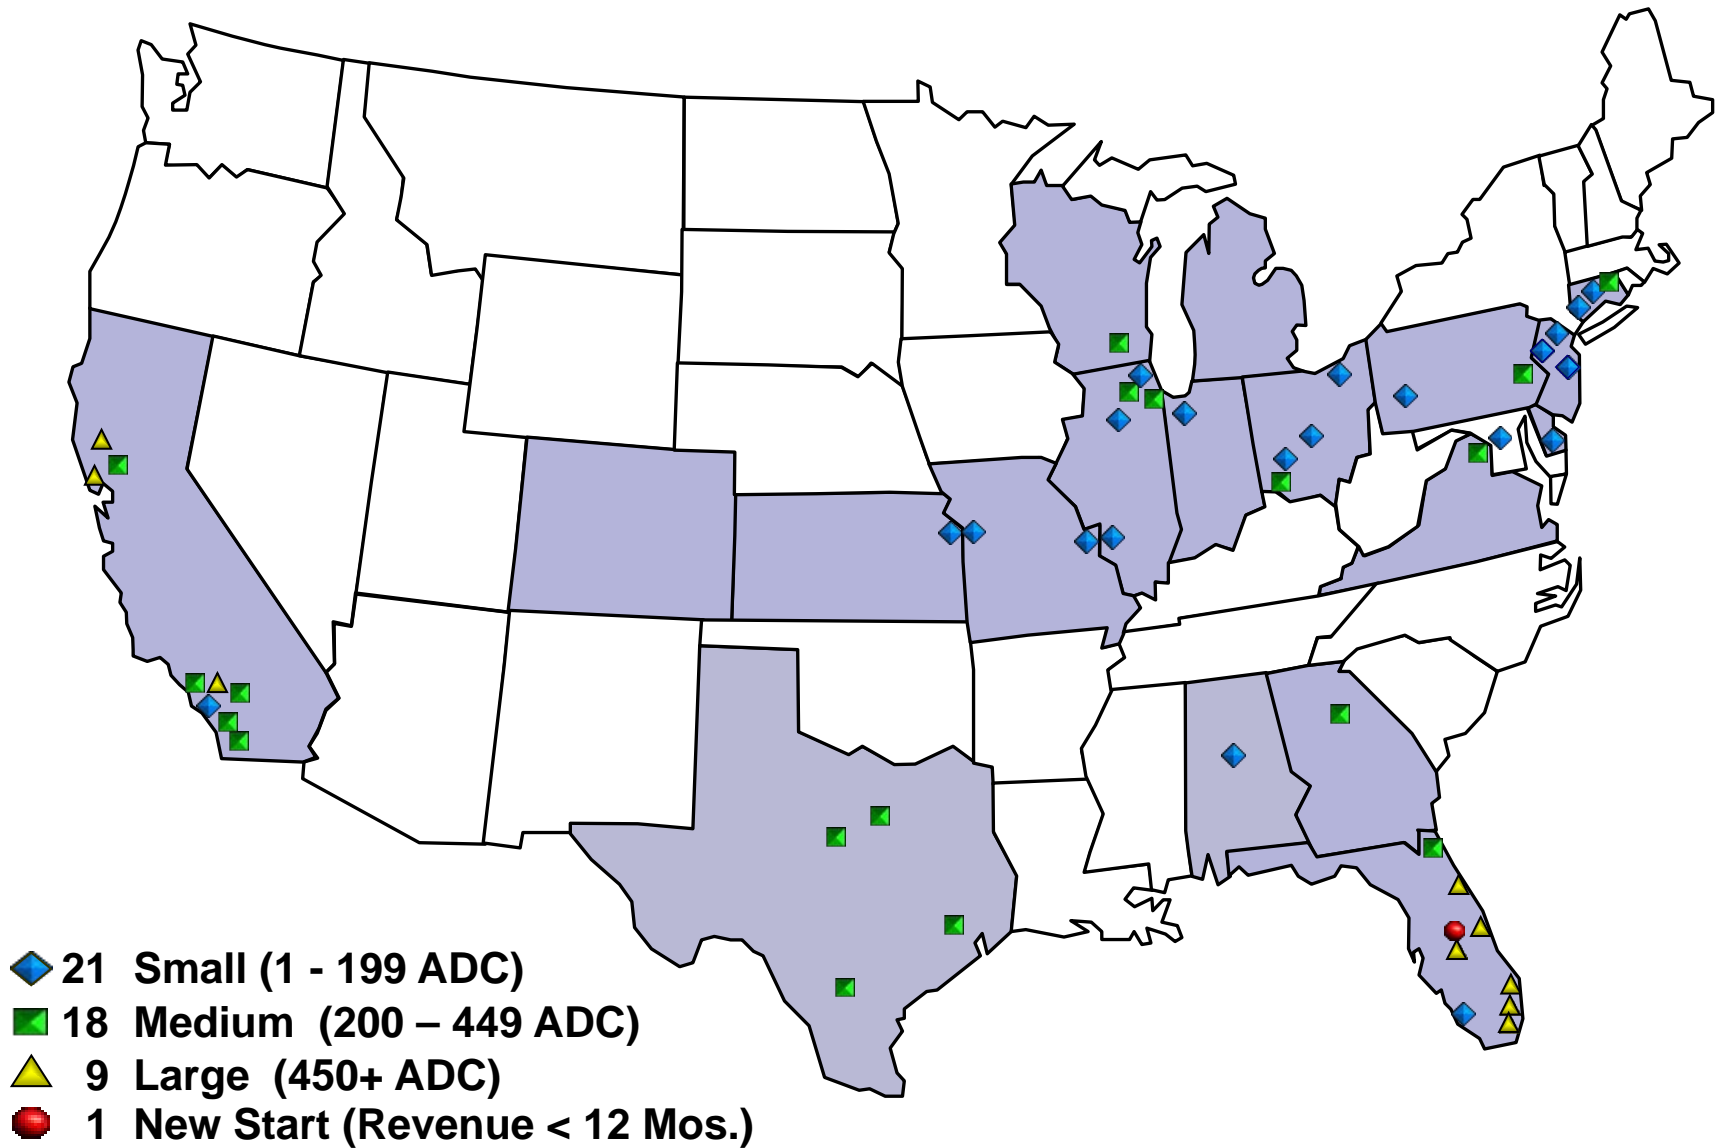 21 Small (1 - 199 ADC)
18 Medium (200 – 449 ADC)
9 Large (450+ ADC)
1 New Start (Revenue < 12 Mos.)